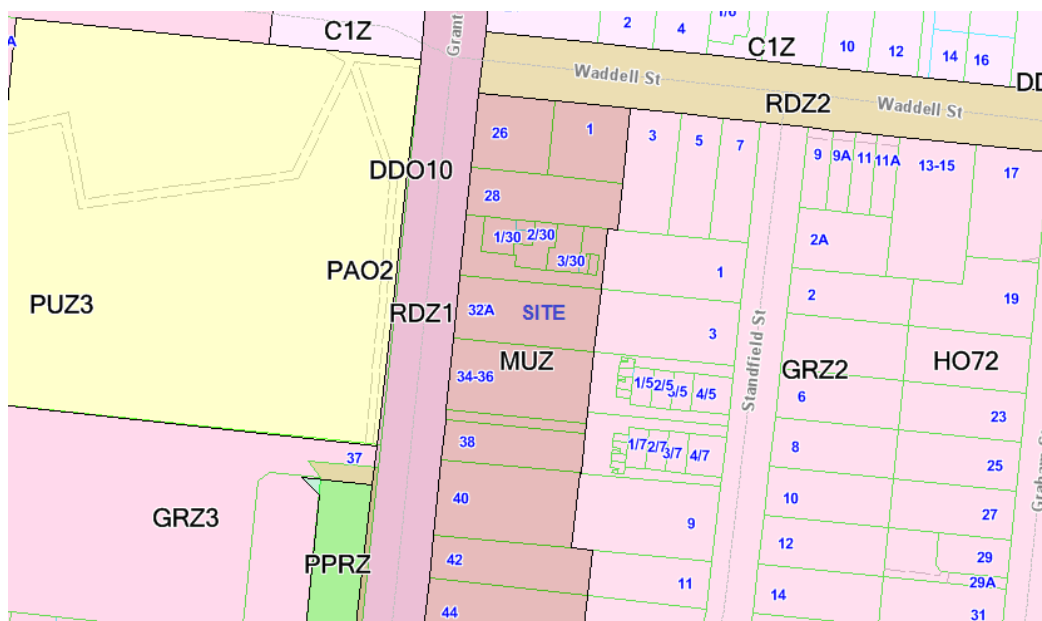 C1Z
2
4
1/6
C1Z
10
12
14
16
A
Grant
Waddell St
RDZ2
Waddell St
26
1
3
5
7
9
9A
11
11A
13-15
17
DDO10
28
1/30
2/30
3/30
2A
PAO2
1
PUZ3
RDZ1
32A
SITE
3
2
19
MUZ
34-36
1/5
2/5
3/5
4/5
Standfield St
GRZ2
HO72
6
23
38
1/7
2/7
3/7
4/7
8
25
37
40
9
10
27
GRZ3
12
29
PPRZ
42
11
29A
14
44
31